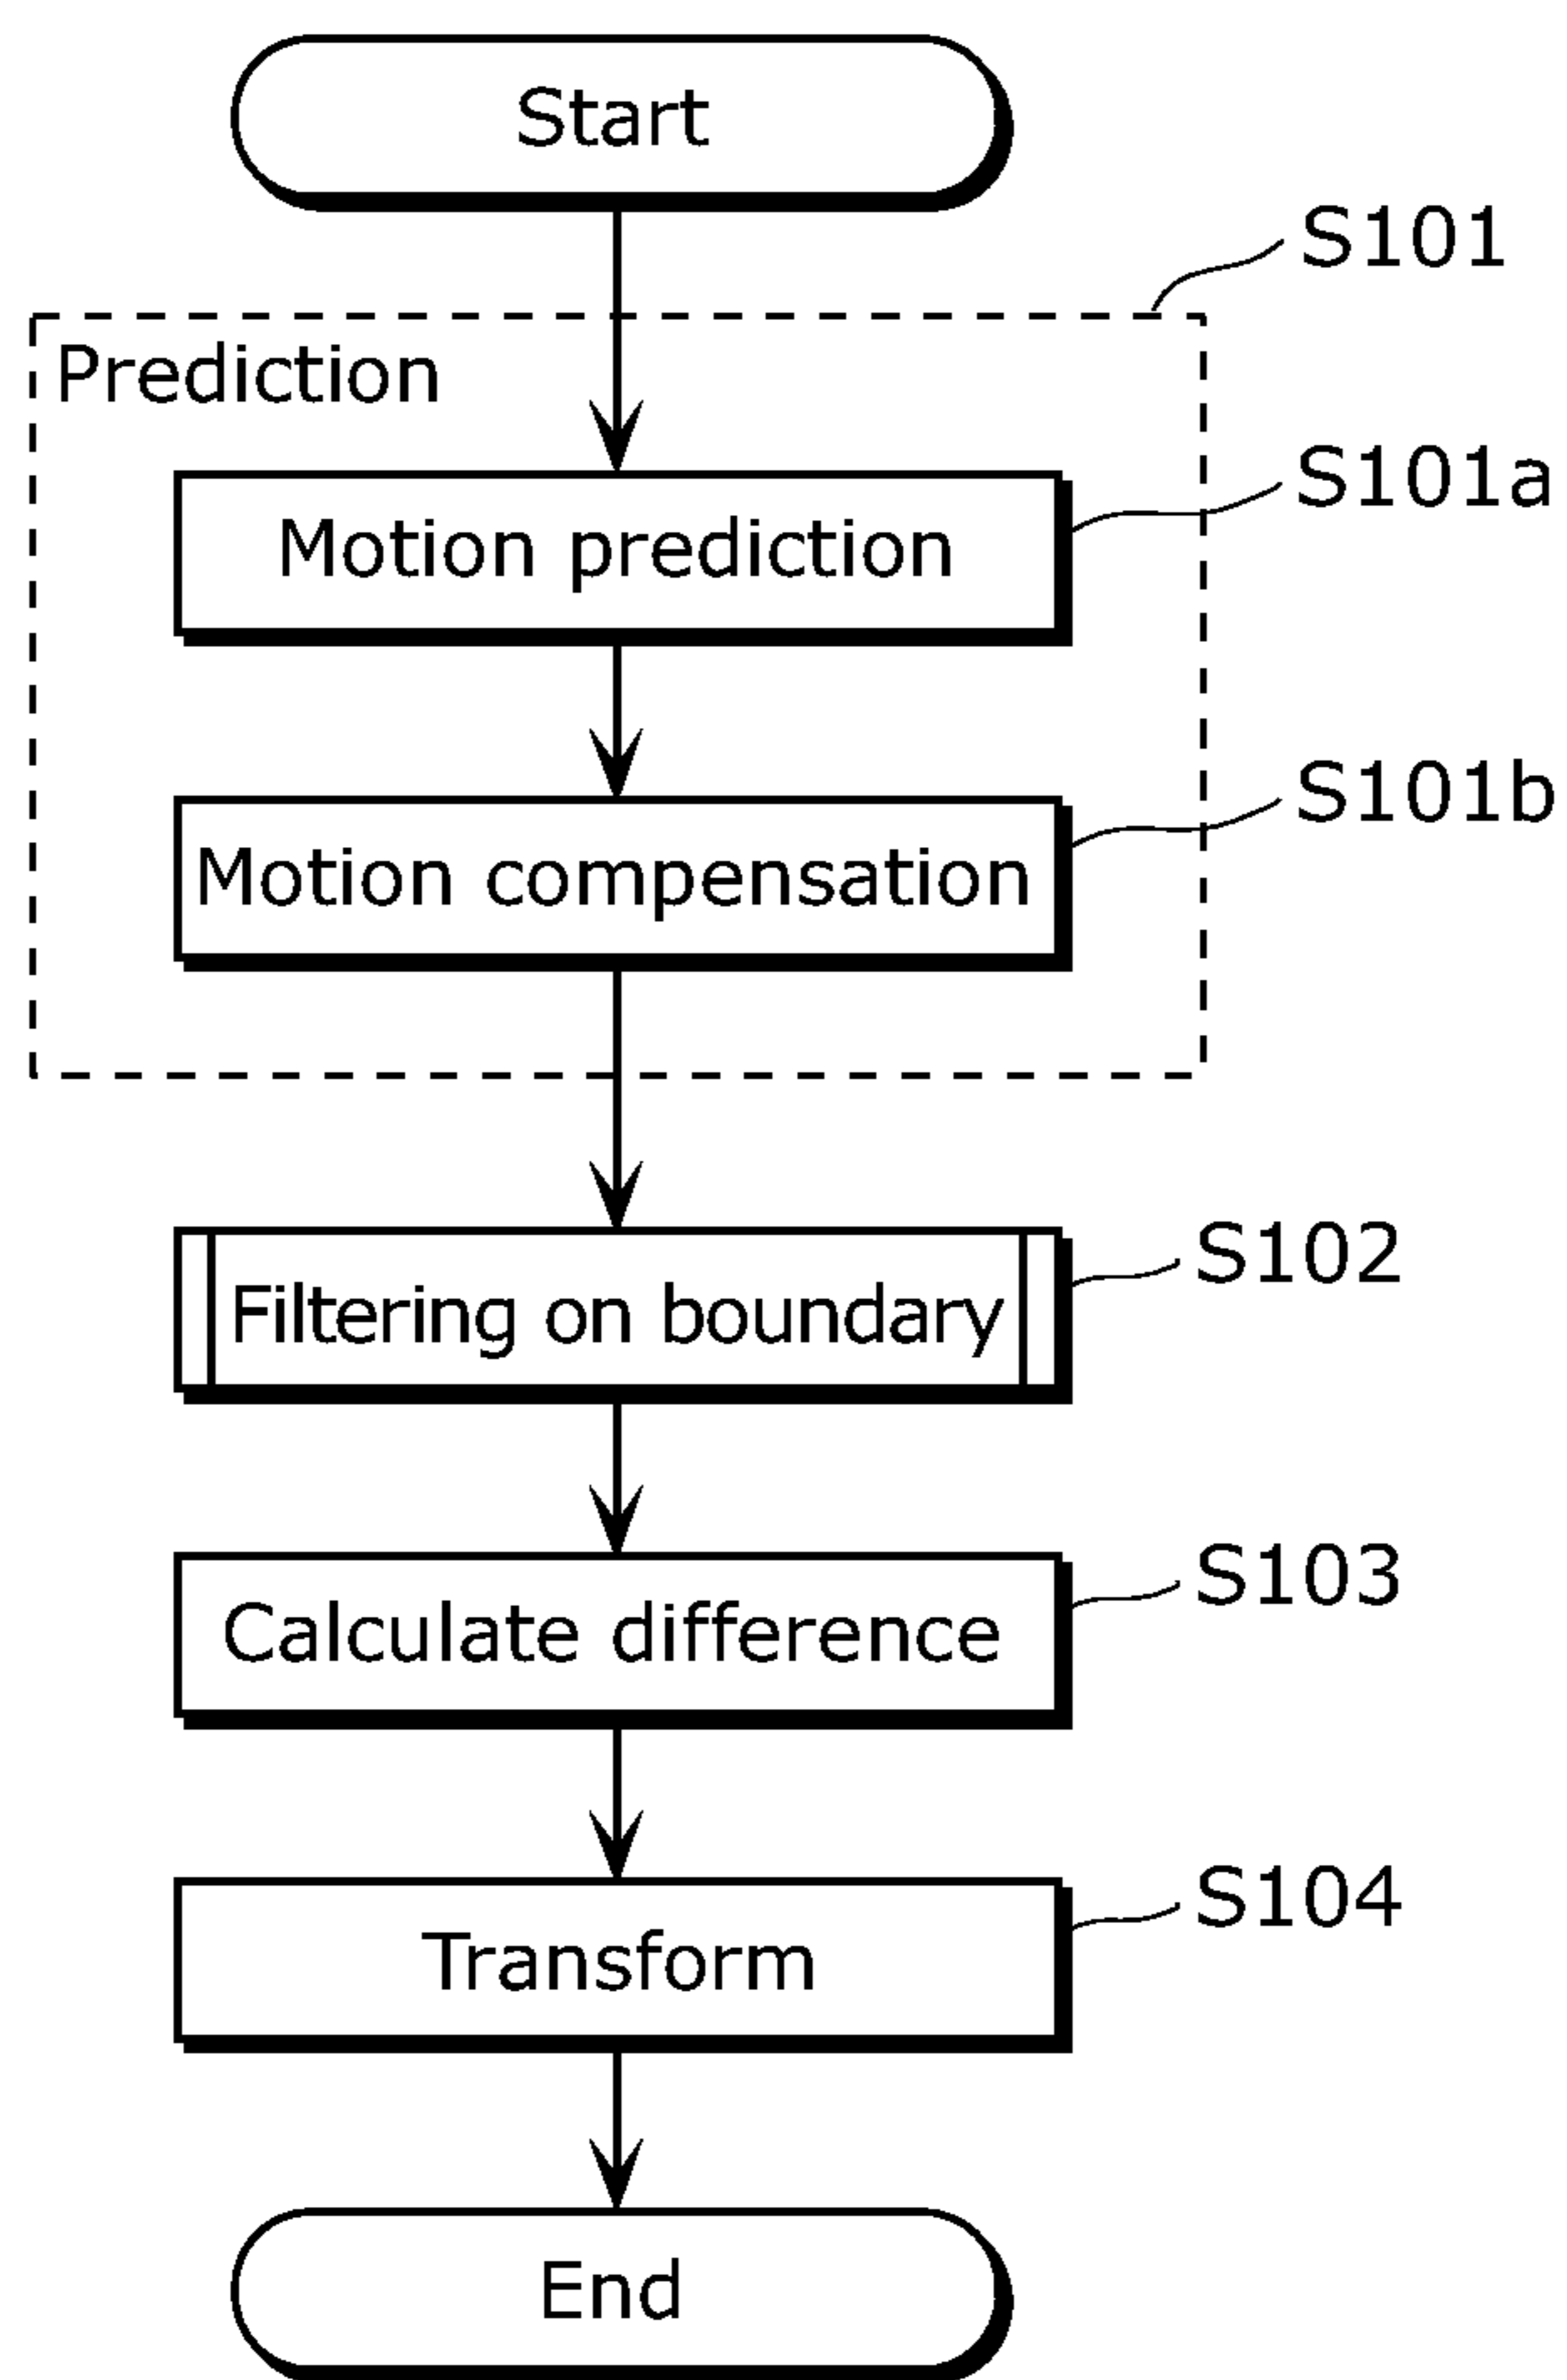 Start
S101
Prediction
S101a
Motion prediction
S101b
Motion compensation
S102
Filtering on boundary
S103
Calculate difference
S104
Transform
End